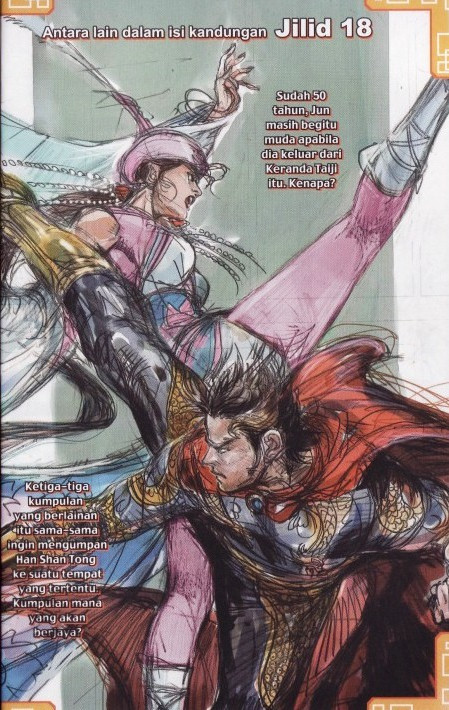 Antara lain dalam isi kandungan Jilid 18
Sudah 50
tahun, Jun
masih begitu
muda apabila
dia keluar dari
Keranda Taiji
itu. Kenapa?
Ketiga-tiga
kumpulan
yang berlainan
itu sama-sama
ingin mengumpan
Han Shan Tong
ke suatu tempat
yang tertentu.
Kumpulan mana
yang akan
berjaya?